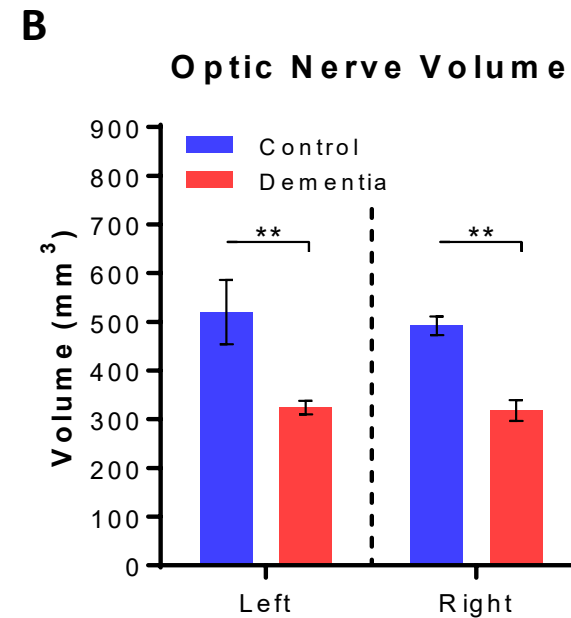 B
Optic Nerve Volume
Control
Dementia
Volume (mm³)
900
800
700
600
500
400
300
200
100
0
**
**
Left
Right